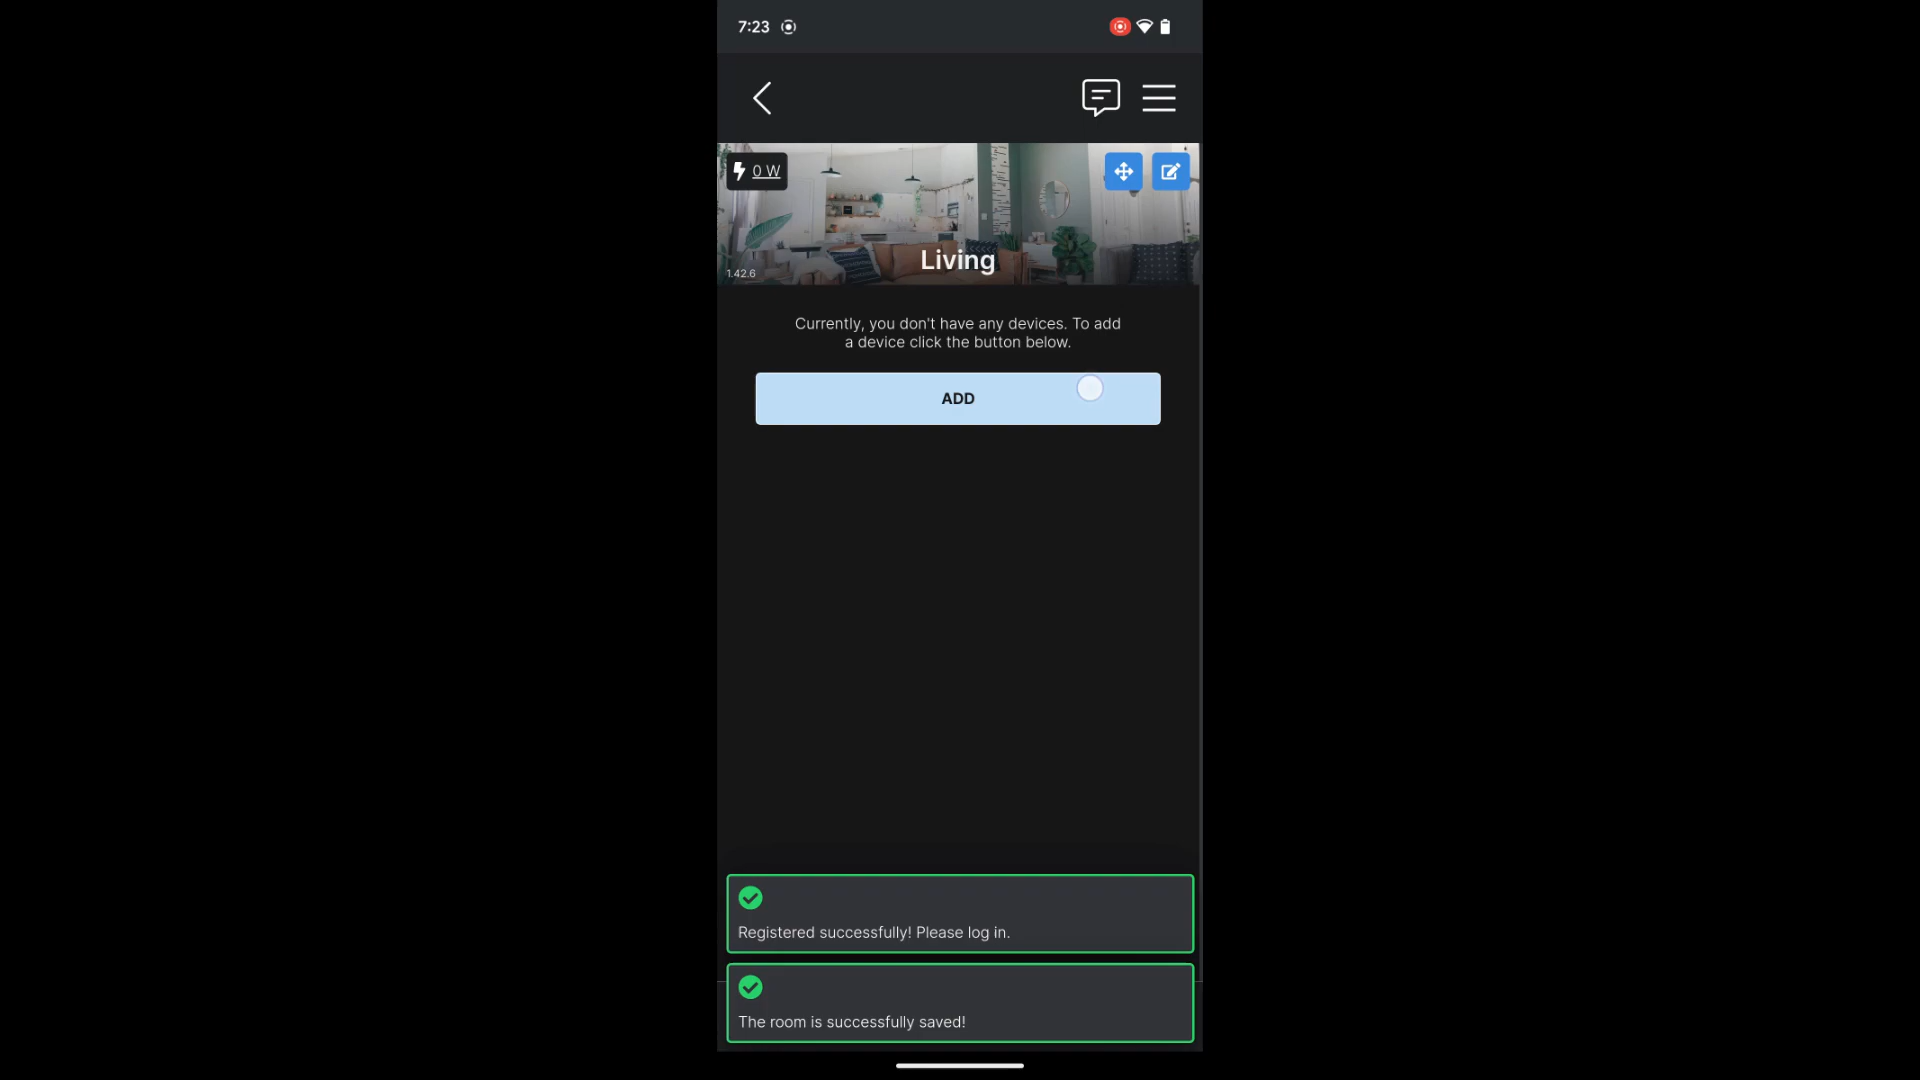 7:23
0 W
Living
1.42.6
Currently, you don't have any devices. To add
a device click the button below.
ADD
Registered successfully! Please log in.
The room is successfully saved!